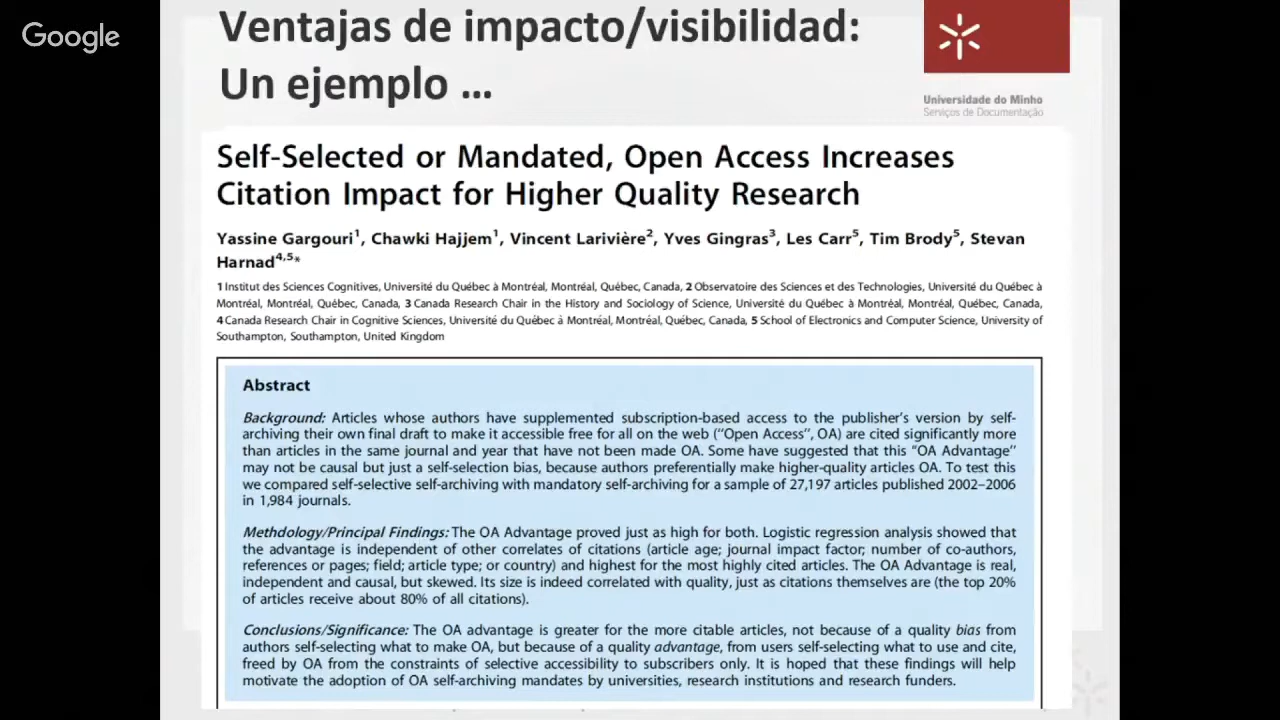 Google
Ventajas de impacto/visibilidad:
Un ejemplo ...
Universidade do Minho
Serviços de Documentação
Self-Selected or Mandated, Open Access Increases
Citation Impact for Higher Quality Research
Yassine Gargouri1, Chawki Hajjem1, Vincent Larivière2, Yves Gingras3, Les Carr5, Tim Brody5, Stevan
Harnad4,5*
1 Institut des Sciences Cognitives, Université du Québec à Montréal, Montréal, Québec, Canada, 2 Observatoire des Sciences et des Technologies, Université du Québec à
Montréal, Montréal, Québec, Canada, 3 Canada Research Chair in the History and Sociology of Science, Université du Québec à Montréal, Montréal, Québec, Canada,
4 Canada Research Chair in Cognitive Sciences, Université du Québec à Montréal, Montréal, Québec, Canada, 5 School of Electronics and Computer Science, University of
Southampton, Southampton, United Kingdom
Abstract
Background: Articles whose authors have supplemented subscription-based access to the publisher's version by self-
archiving their own final draft to make it accessible free for all on the web ("Open Access", OA) are cited significantly more
than articles in the same journal and year that have not been made OA. Some have suggested that this "OA Advantage"
may not be causal but just a self-selection bias, because authors preferentially make higher-quality articles OA. To test this
we compared self-selective self-archiving with mandatory self-archiving for a sample of 27,197 articles published 2002–2006
in 1,984 journals.
Methdology/Principal Findings: The OA Advantage proved just as high for both. Logistic regression analysis showed that
the advantage is independent of other correlates of citations (article age; journal impact factor; number of co-authors,
references or pages; field; article type; or country) and highest for the most highly cited articles. The OA Advantage is real,
independent and causal, but skewed. Its size is indeed correlated with quality, just as citations themselves are (the top 20%
of articles receive about 80% of all citations).
Conclusions/Significance: The OA advantage is greater for the more citable articles, not because of a quality bias from
authors self-selecting what to make OA, but because of a quality advantage, from users self-selecting what to use and cite,
freed by OA from the constraints of selective accessibility to subscribers only. It is hoped that these findings will help
motivate the adoption of OA self-archiving mandates by universities, research institutions and research funders.